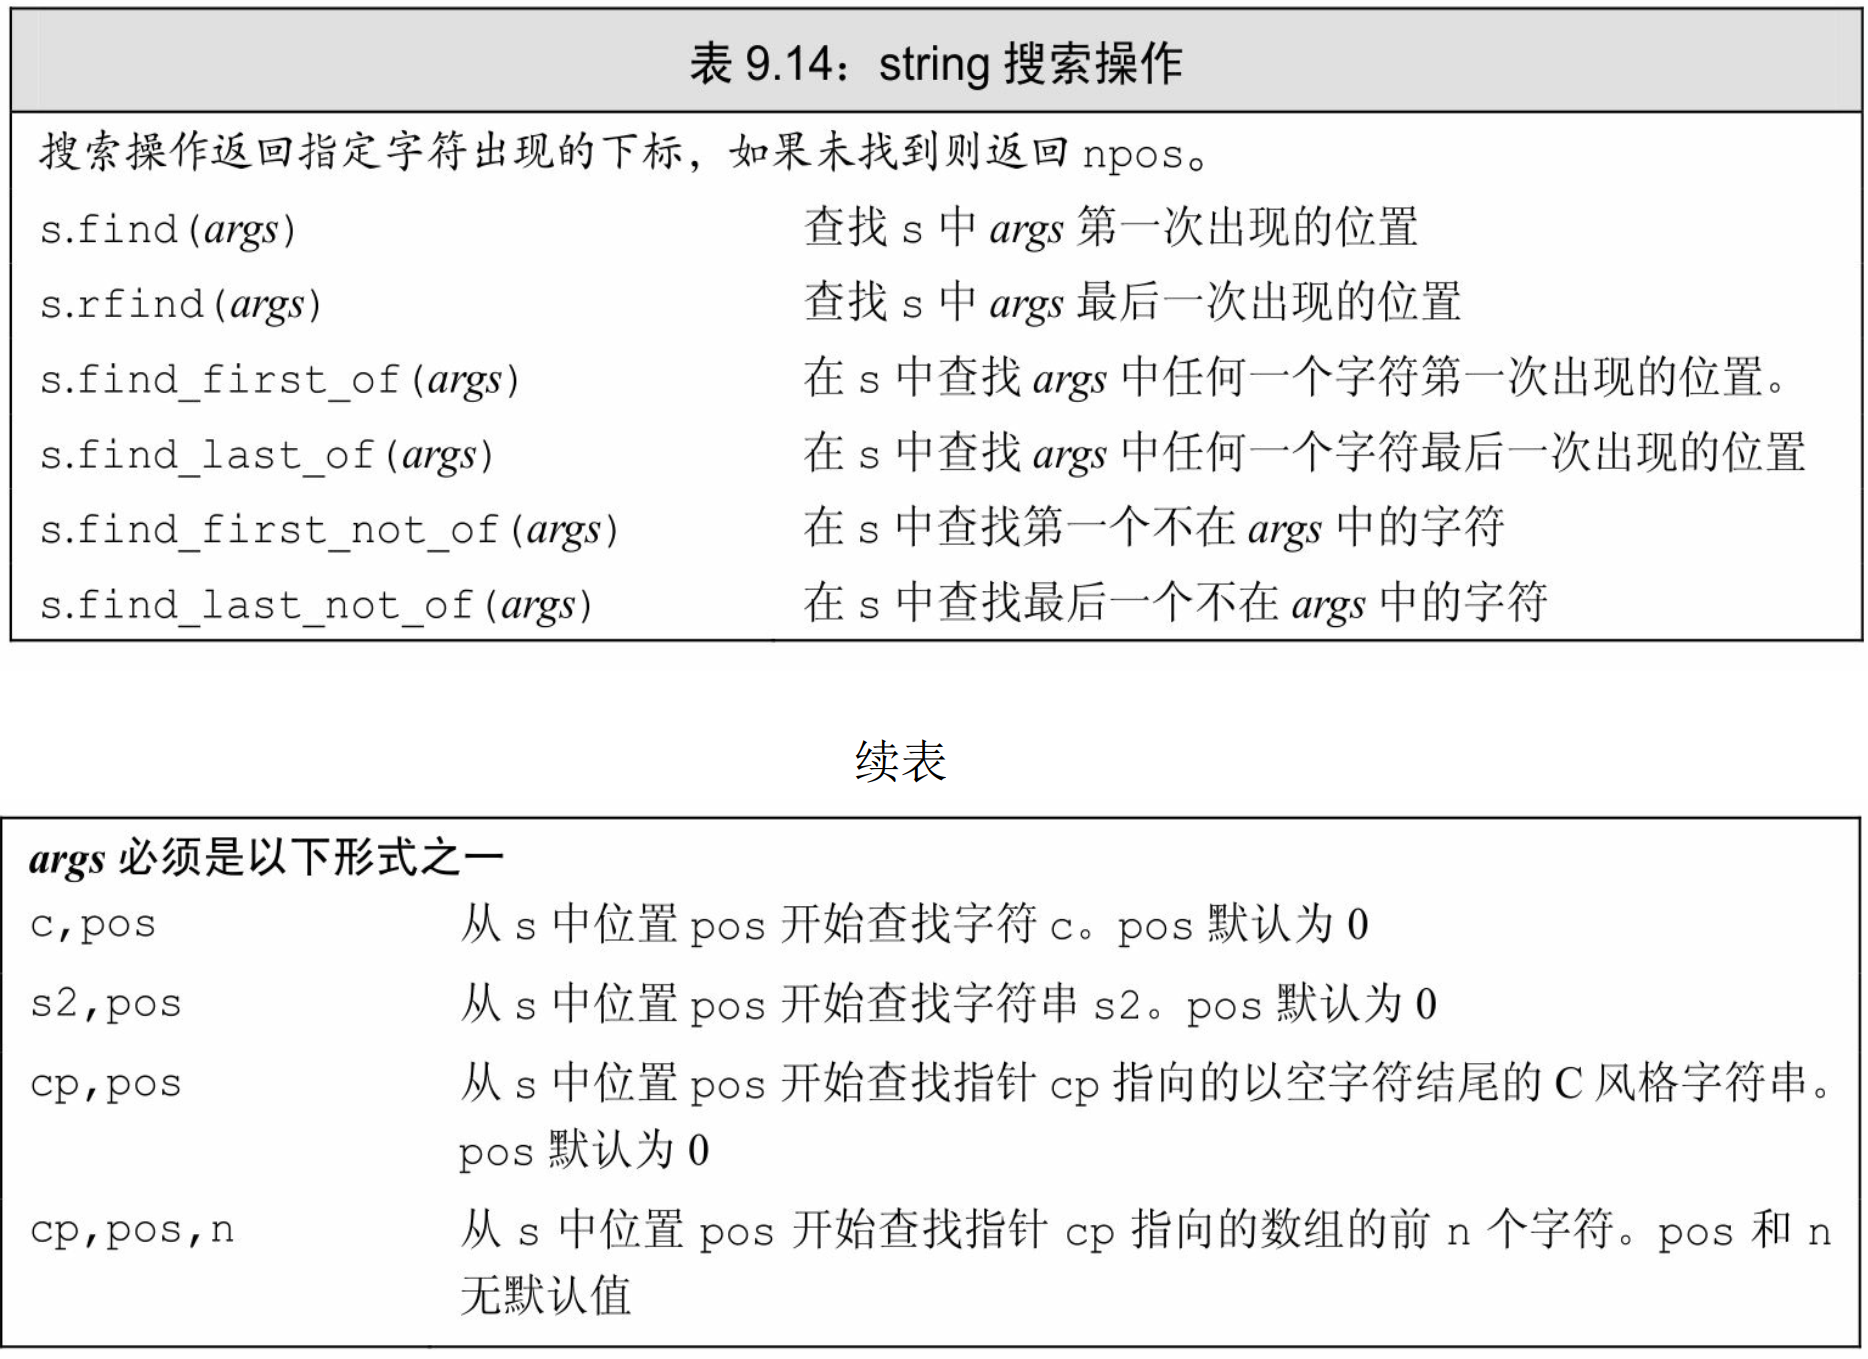 表 9.14：string 搜索操作
搜索操作返回指定字符出现的下标，如果未找到则返回 npos。
s.find(args) 查找 s 中 args 第一次出现的位置
s.rfind(args) 查找 s 中 args 最后一次出现的位置
s.find_first_of(args) 在 s 中查找 args 中任何一个字符第一次出现的位置。
s.find_last_of(args) 在 s 中查找 args 中任何一个字符最后一次出现的位置
s.find_first_not_of(args) 在 s 中查找第一个不在 args 中的字符
s.find_last_not_of(args) 在 s 中查找最后一个不在 args 中的字符
续表
args 必须是以下形式之一
c,pos 从 s 中位置 pos 开始查找字符 c。pos 默认为 0
s2,pos 从 s 中位置 pos 开始查找字符串 s2。pos 默认为 0
cp,pos 从 s 中位置 pos 开始查找指针 cp 指向的以空字符结尾的 C 风格字符串。
pos 默认为 0
cp,pos,n 从 s 中位置 pos 开始查找指针 cp 指向的数组的前 n 个字符。pos 和 n
无默认值